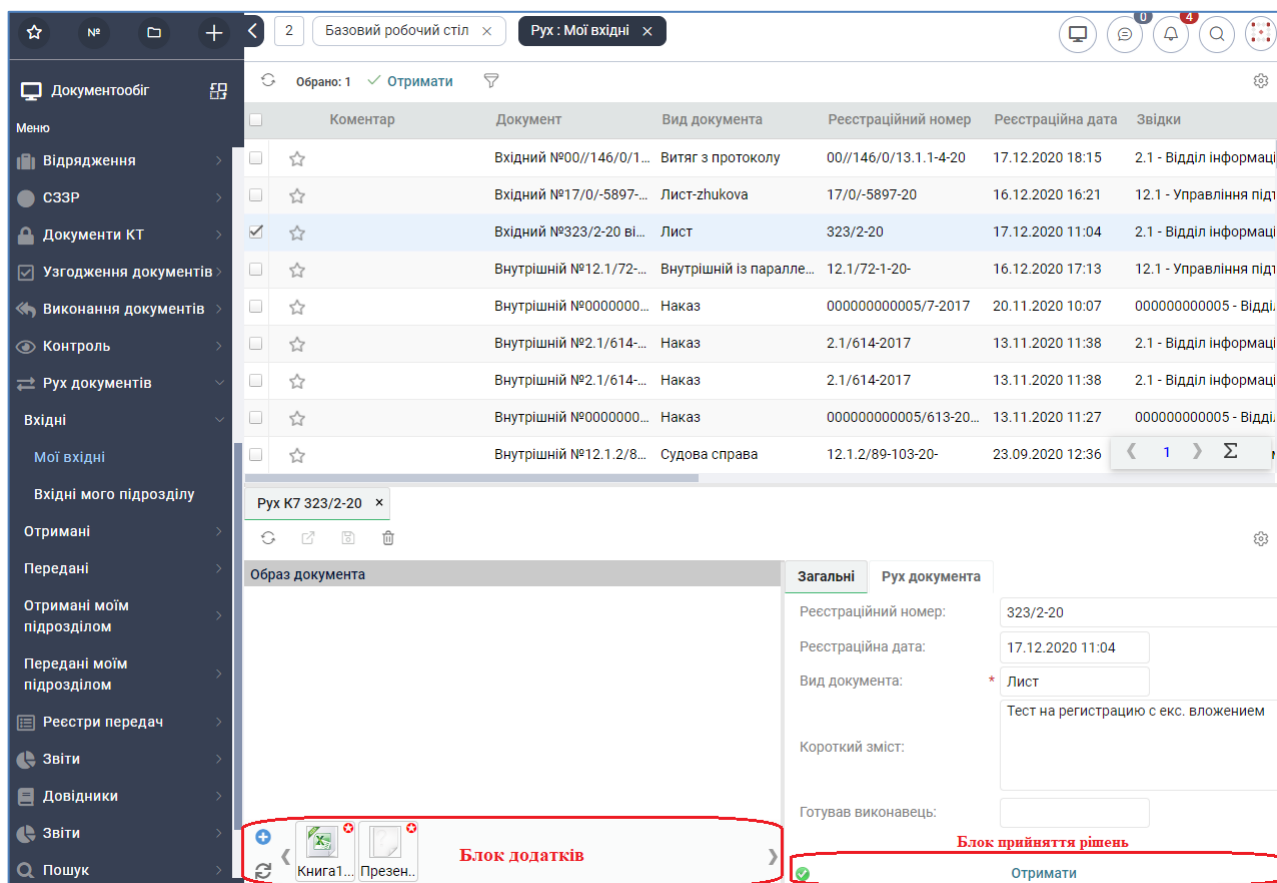 № 2 Базовий робочий стіл × Рух : Мої вхідні × 0 4
Документообіг
Меню
Відрядження
СЗЗР
Документи КТ
Узгодження документів
Виконання документів
Контроль
Рух документів
Вхідні
Мої вхідні
Вхідні мого підрозділу
Отримані
Передані
Отримані моїм
підрозділом
Передані моїм
підрозділом
Реєстри передач
Звіти
Довідники
Звіти
Пошук
Обрано: 1 Отримати
Коментар Документ Вид документа Реєстраційний номер Реєстраційна дата Звідки
Вхідний №00//146/0/1... Витяг з протоколу 00//146/0/13.1.1-4-20 17.12.2020 18:15 2.1 - Відділ інформаці
Вхідний №17/0/-5897-... Лист-zhukova 17/0/-5897-20 16.12.2020 16:21 12.1 - Управління підт
Вхідний №323/2-20 ві... Лист 323/2-20 17.12.2020 11:04 2.1 - Відділ інформаці
Внутрішній №12.1/72-... Внутрішній із паралле... 12.1/72-1-20- 16.12.2020 17:13 12.1 - Управління підт
Внутрішній №0000000... Наказ 000000000005/7-2017 20.11.2020 10:07 000000000005 - Відділ
Внутрішній №2.1/614-... Наказ 2.1/614-2017 13.11.2020 11:38 2.1 - Відділ інформаці
Внутрішній №2.1/614-... Наказ 2.1/614-2017 13.11.2020 11:38 2.1 - Відділ інформаці
Внутрішній №0000000... Наказ 000000000005/613-20... 13.11.2020 11:27 000000000005 - Відділ
Внутрішній №12.1.2/8... Судова справа 12.1.2/89-103-20- 23.09.2020 12:36 1 Σ
Рух К7 323/2-20 ×
Образ документа
Загальні Рух документа
Реєстраційний номер: 323/2-20
Реєстраційна дата: 17.12.2020 11:04
Вид документа: * Лист
Короткий зміст: Тест на регистрацию с екс. вложением
Готував виконавець:
Книга1... Презен...
Блок додатків
Блок прийняття рішень
Отримати